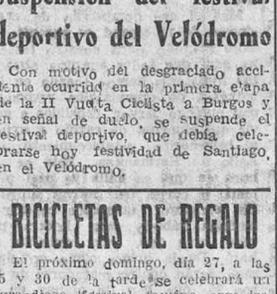 Suspensión del festival
deportivo del Velódromo
Con motivo del desgraciado acci-
dente ocurrido en la primera etapa
de la II Vuelta Ciclista a Burgos y
en señal de duelo, se suspende el
festival deportivo, que debía cele-
brarse hoy festividad de Santiago,
en el Velódromo.
BICICLETAS DE REGALO
El próximo domingo, día 27, a las
5 y 30 de la tarde se celebrará un